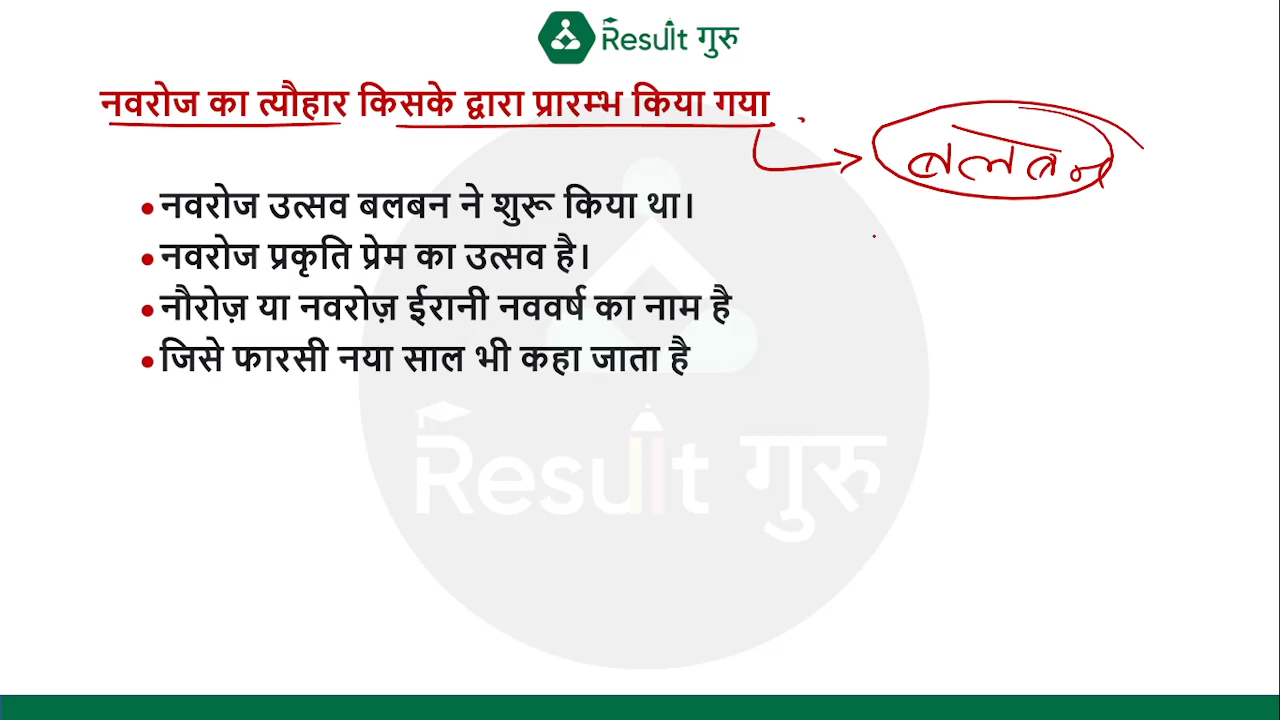 Result गुरु
नवरोज का त्यौहार किसके द्वारा प्रारम्भ किया गया
बलबन
•नवरोज उत्सव बलबन ने शुरू किया था।
•नवरोज प्रकृति प्रेम का उत्सव है।
•नौरोज़ या नवरोज़ ईरानी नववर्ष का नाम है
•जिसे फारसी नया साल भी कहा जाता है
Result गुरु